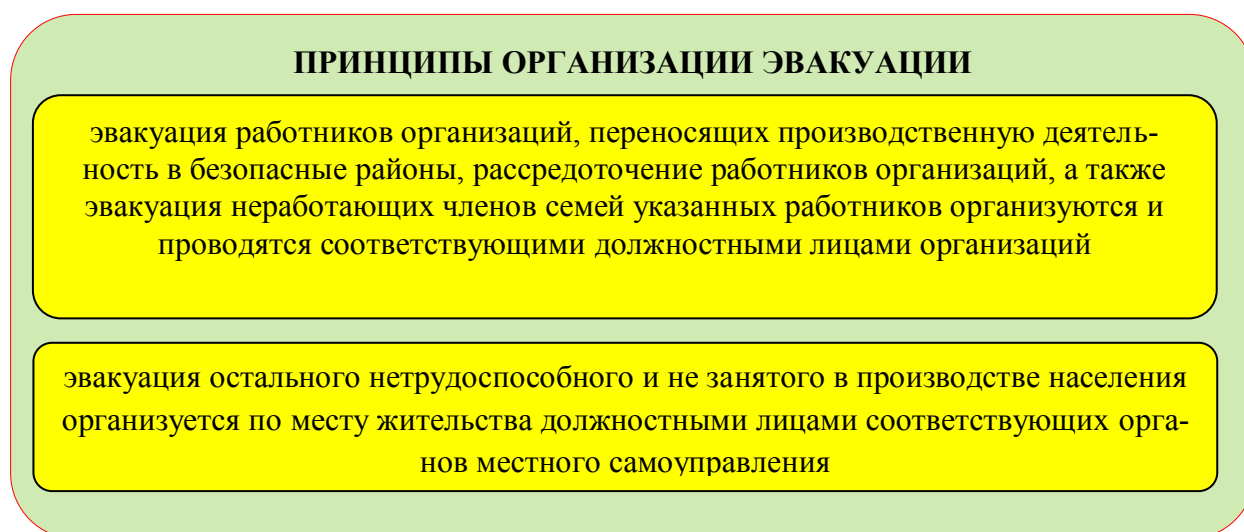 ПРИНЦИПЫ ОРГАНИЗАЦИИ ЭВАКУАЦИИ
эвакуация работников организаций, переносящих производственную деятель-
ность в безопасные районы, рассредоточение работников организаций, а также
эвакуация неработающих членов семей указанных работников организуются и
проводятся соответствующими должностными лицами организаций
эвакуация остального нетрудоспособного и не занятого в производстве населения
организуется по месту жительства должностными лицами соответствующих орга-
нов местного самоуправления